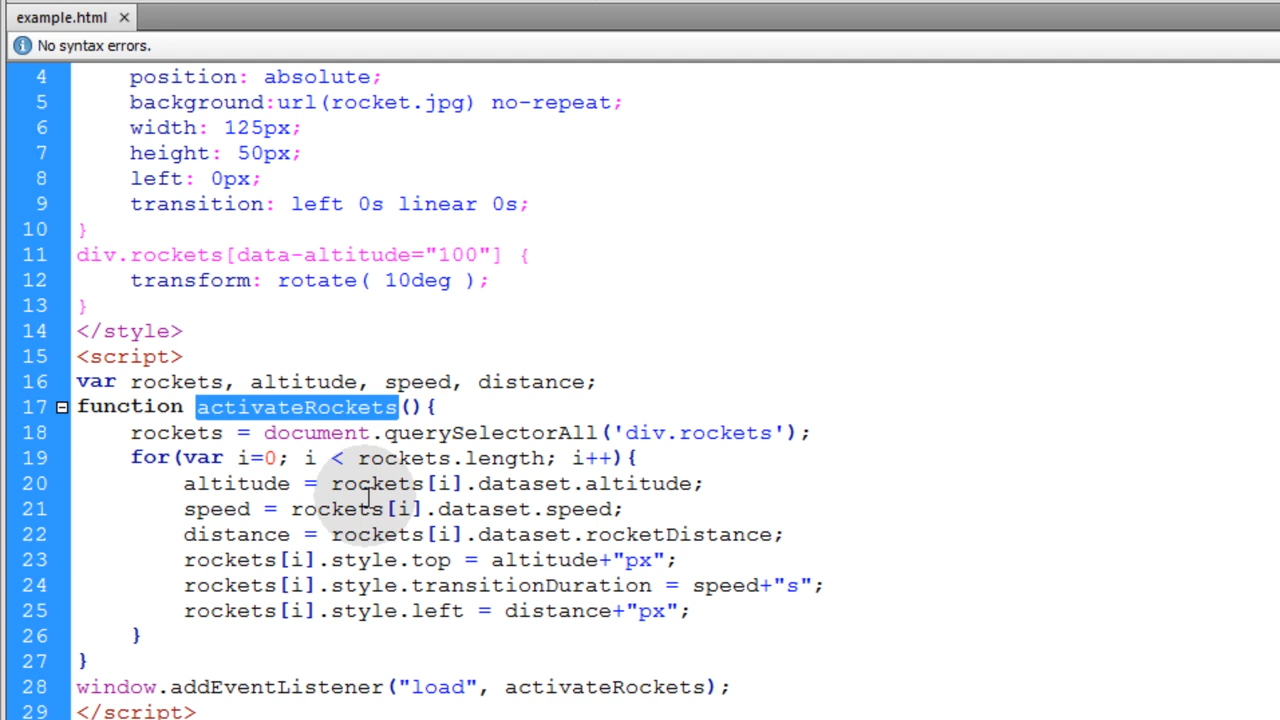 example.html ×
No syntax errors.
4 position: absolute;
5 background:url(rocket.jpg) no-repeat;
6 width: 125px;
7 height: 50px;
8 left: 0px;
9 transition: left 0s linear 0s;
10 }
11 div.rockets[data-altitude="100"] {
12 transform: rotate( 10deg );
13 }
14 </style>
15 <script>
16 var rockets, altitude, speed, distance;
17 function activateRockets(){
18 rockets = document.querySelectorAll('div.rockets');
19 for(var i=0; i < rockets.length; i++){
20 altitude = rockets[i].dataset.altitude;
21 speed = rockets[i].dataset.speed;
22 distance = rockets[i].dataset.rocketDistance;
23 rockets[i].style.top = altitude+"px";
24 rockets[i].style.transitionDuration = speed+"s";
25 rockets[i].style.left = distance+"px";
26 }
27 }
28 window.addEventListener("load", activateRockets);
29 </script>